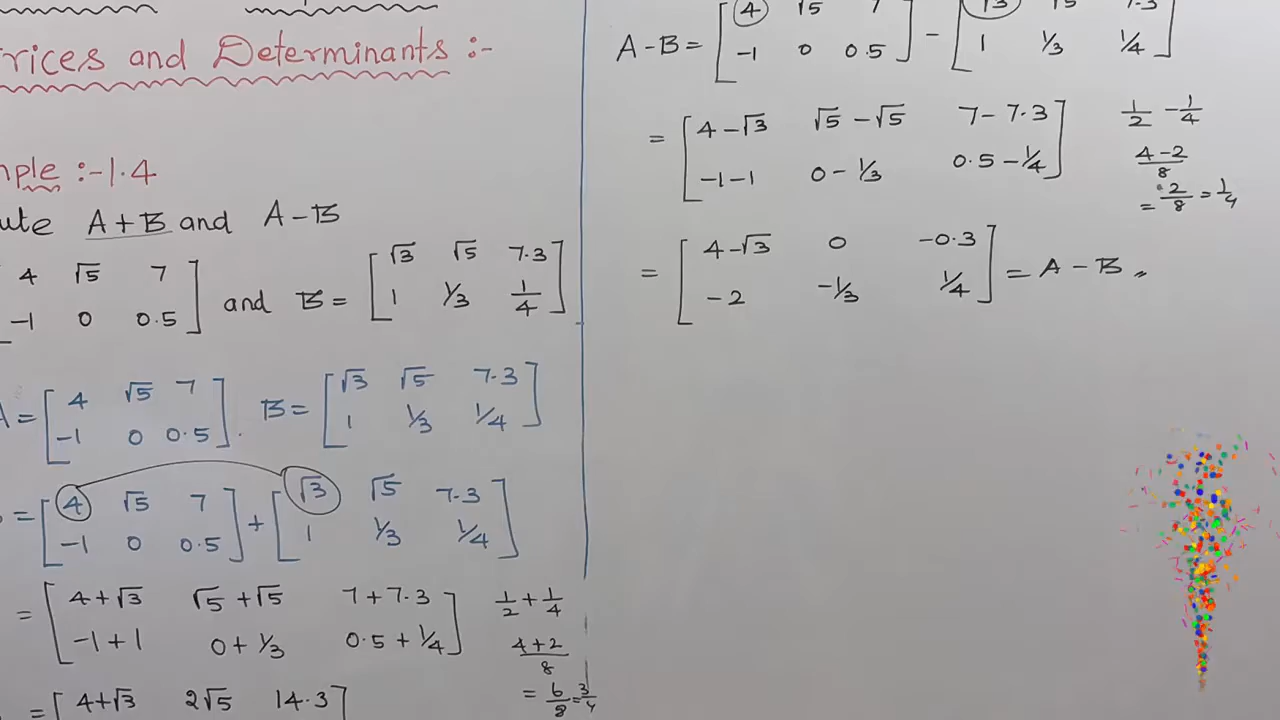 rices and Determinants :-
mple :- 1.4
ute A+B and A-B
4 √5 7
-1 0 0.5
and B =
√3 √5 7.3
1 1/3 1/4
A = [4 √5 7
-1 0 0.5]. B = [√3 √5 7.3
1 1/3 1/4]
= [4 √5 7
-1 0 0.5] + [√3 √5 7.3
1 1/3 1/4]
= [4+√3 √5+√5 7+7.3
-1+1 0+1/3 0.5+1/4]
1/2 + 1/4
4+2/8
= 6/8 = 3/4
= [4+√3 2√5 14.3]
A-B = [4 √5 7
-1 0 0.5] - [√3 √5 7.3
1 1/3 1/4]
= [4-√3 √5-√5 7-7.3
-1-1 0-1/3 0.5-1/4]
1/2 - 1/4
4-2/8
= 2/8 = 1/4
= [4-√3 0 -0.3
-2 -1/3 1/4] = A-B